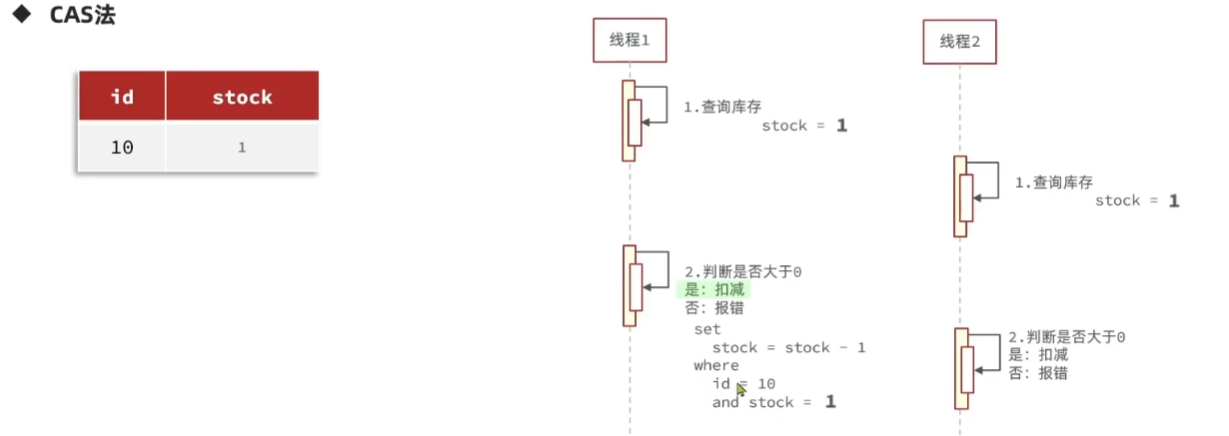 ◆ CAS法
id stock
10 1
线程1
1.查询库存
stock = 1
2.判断是否大于0
是：扣减
否：报错
set
stock = stock - 1
where
id = 10
and stock = 1
线程2
1.查询库存
stock = 1
2.判断是否大于0
是：扣减
否：报错